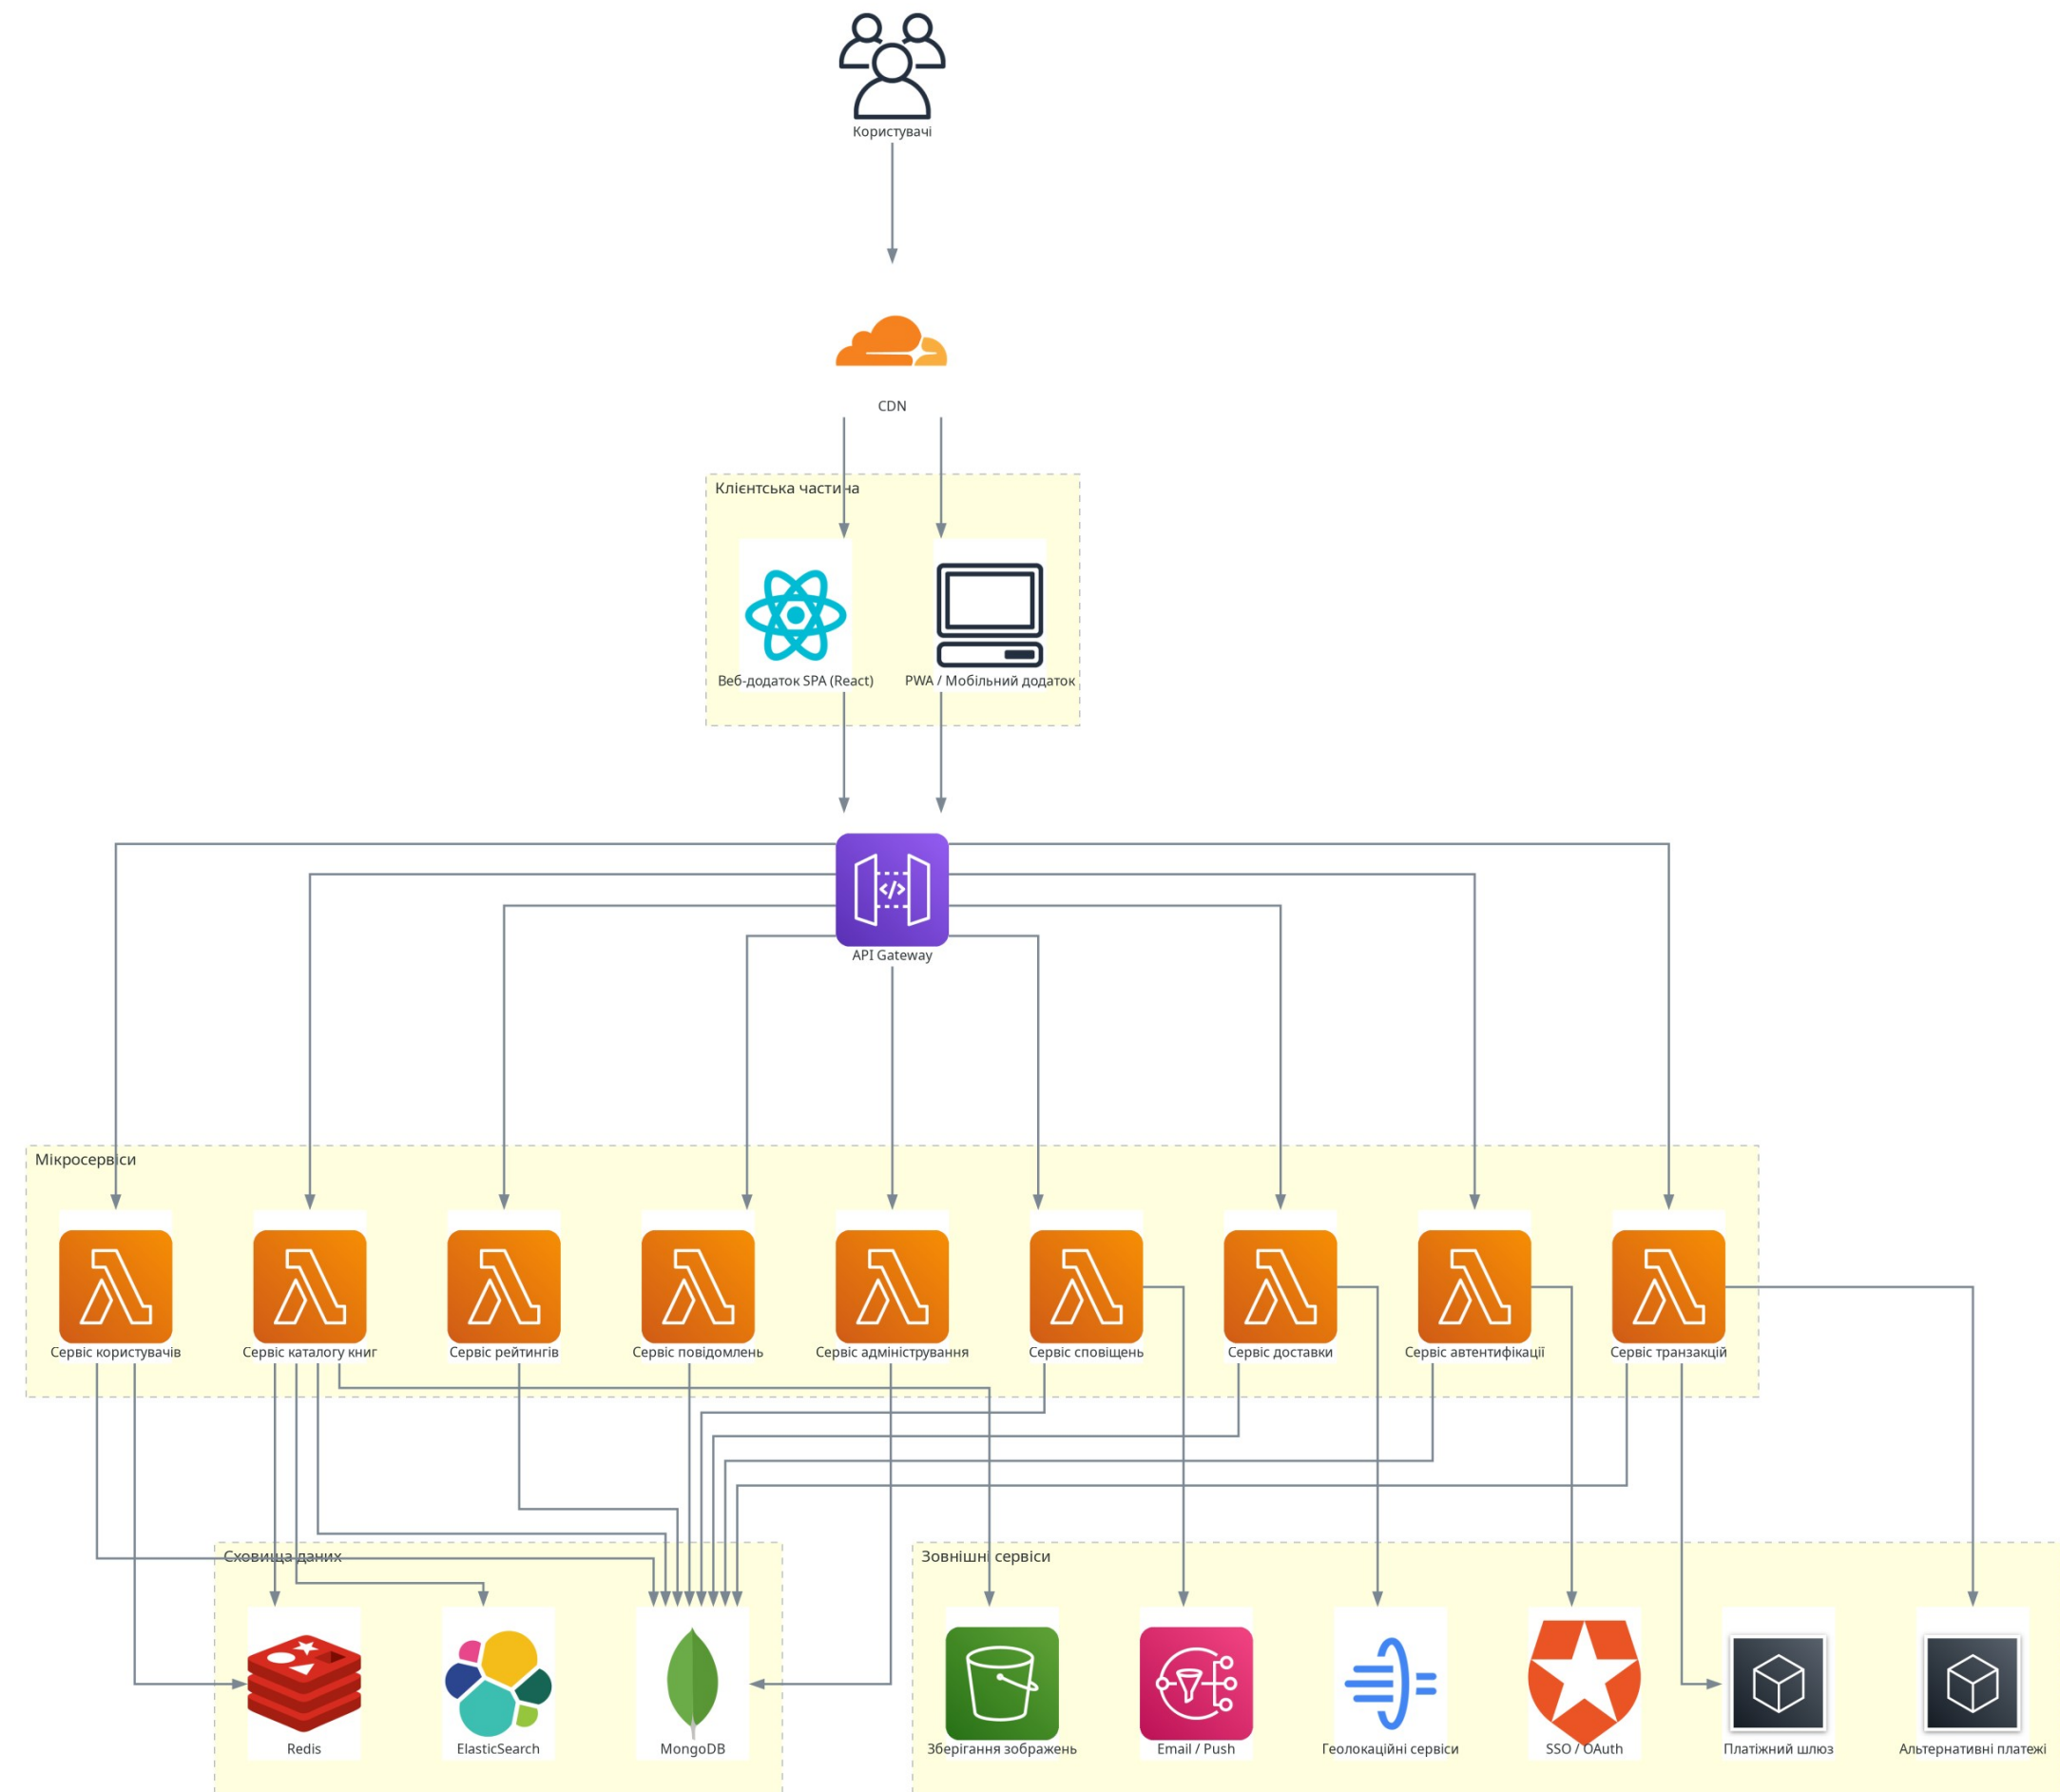 Користувачі
CDN
Клієнтська частина
Веб-додаток SPA (React)
PWA / Мобільний додаток
API Gateway
Мікросервіси
Сервіс користувачів
Сервіс каталогу книг
Сервіс рейтингів
Сервіс повідомлень
Сервіс адміністрування
Сервіс сповіщень
Сервіс доставки
Сервіс автентифікації
Сервіс транзакцій
Сховища даних
Зовнішні сервіси
Redis
ElasticSearch
MongoDB
Зберігання зображень
Email / Push
Геолокаційні сервіси
SSO / OAuth
Платіжний шлюз
Альтернативні платежі